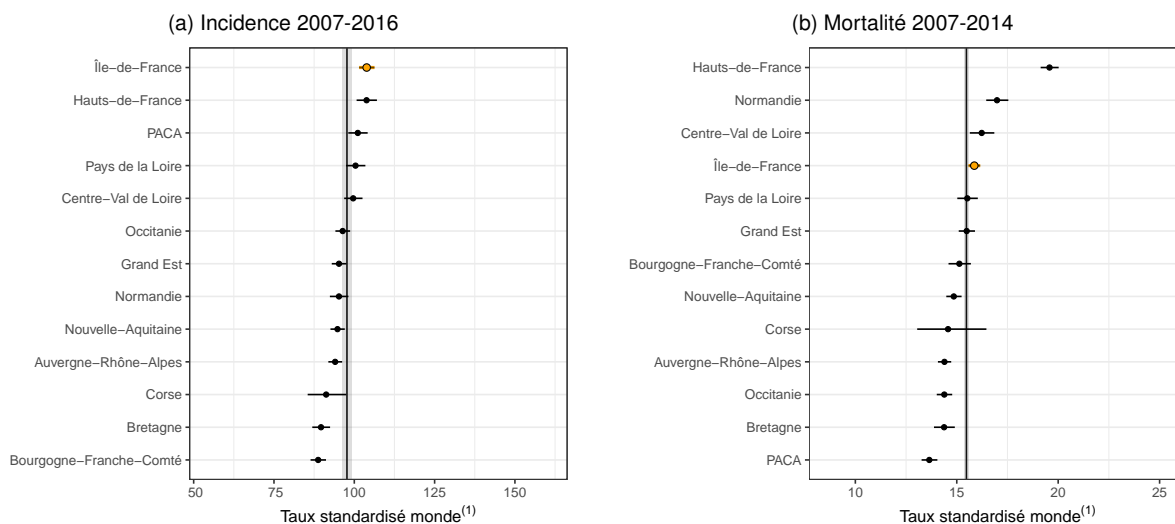 (a) Incidence 2007-2016
Île−de−France
Hauts−de−France
PACA
Pays de la Loire
Centre−Val de Loire
Occitanie
Grand Est
Normandie
Nouvelle−Aquitaine
Auvergne−Rhône−Alpes
Corse
Bretagne
Bourgogne−Franche−Comté
50 75 100 125 150
Taux standardisé monde(1)
(b) Mortalité 2007-2014
Hauts−de−France
Normandie
Centre−Val de Loire
Île−de−France
Pays de la Loire
Grand Est
Bourgogne−Franche−Comté
Nouvelle−Aquitaine
Corse
Auvergne−Rhône−Alpes
Occitanie
Bretagne
PACA
10 15 20 25
Taux standardisé monde(1)